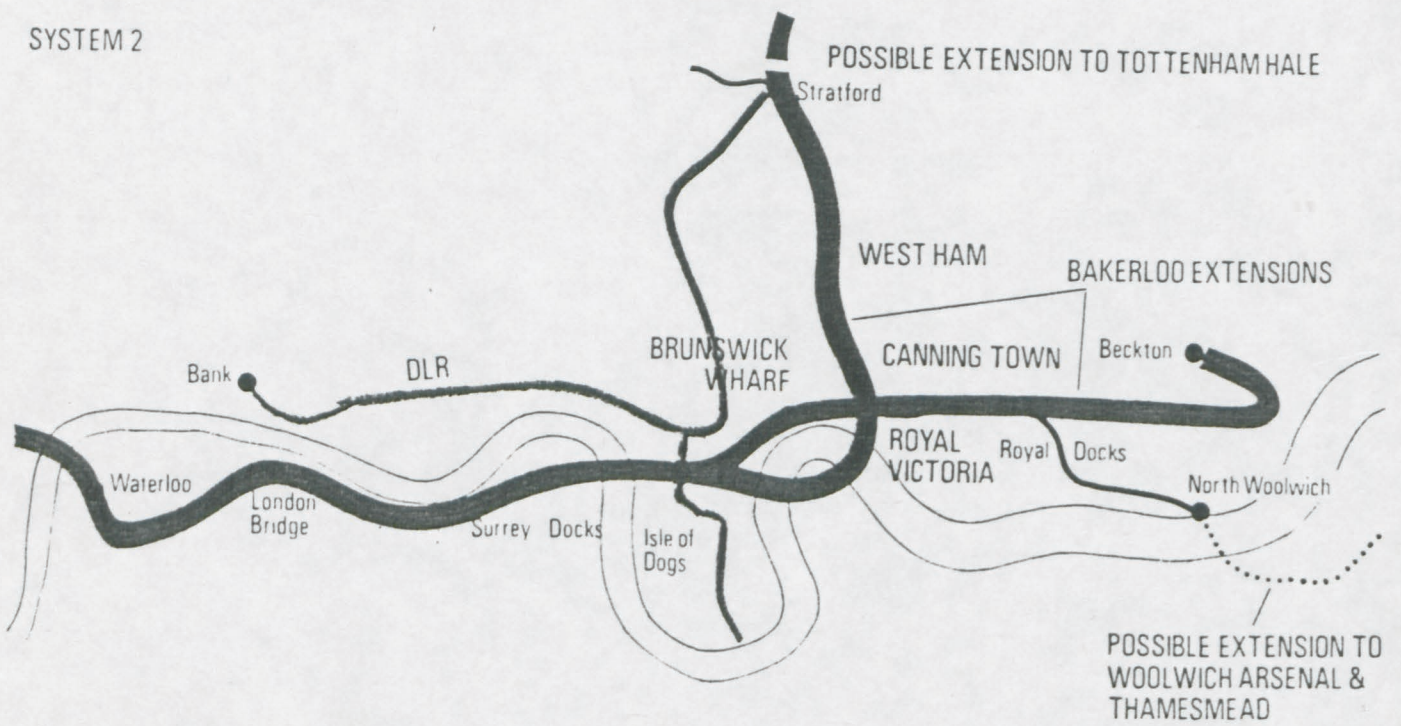 SYSTEM 2
POSSIBLE EXTENSION TO TOTTENHAM HALE
Stratford
WEST HAM
BAKERLOO EXTENSIONS
BRUNSWICK
WHARF
CANNING TOWN
Beckton
Bank
DLR
ROYAL
VICTORIA
Royal Docks
Waterloo
London
Bridge
Surrey Docks
Isle of
Dogs
North Woolwich
POSSIBLE EXTENSION TO
WOOLWICH ARSENAL &
THAMESMEAD